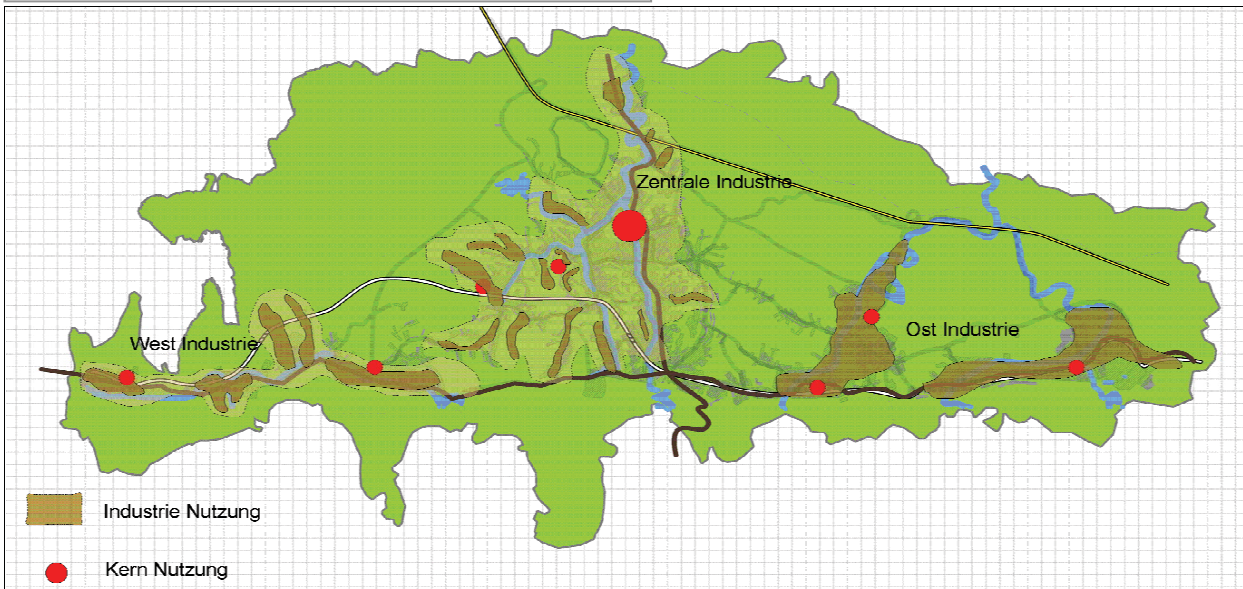 Zentrale Industrie
West Industrie
Ost Industrie
Industrie Nutzung
Kern Nutzung